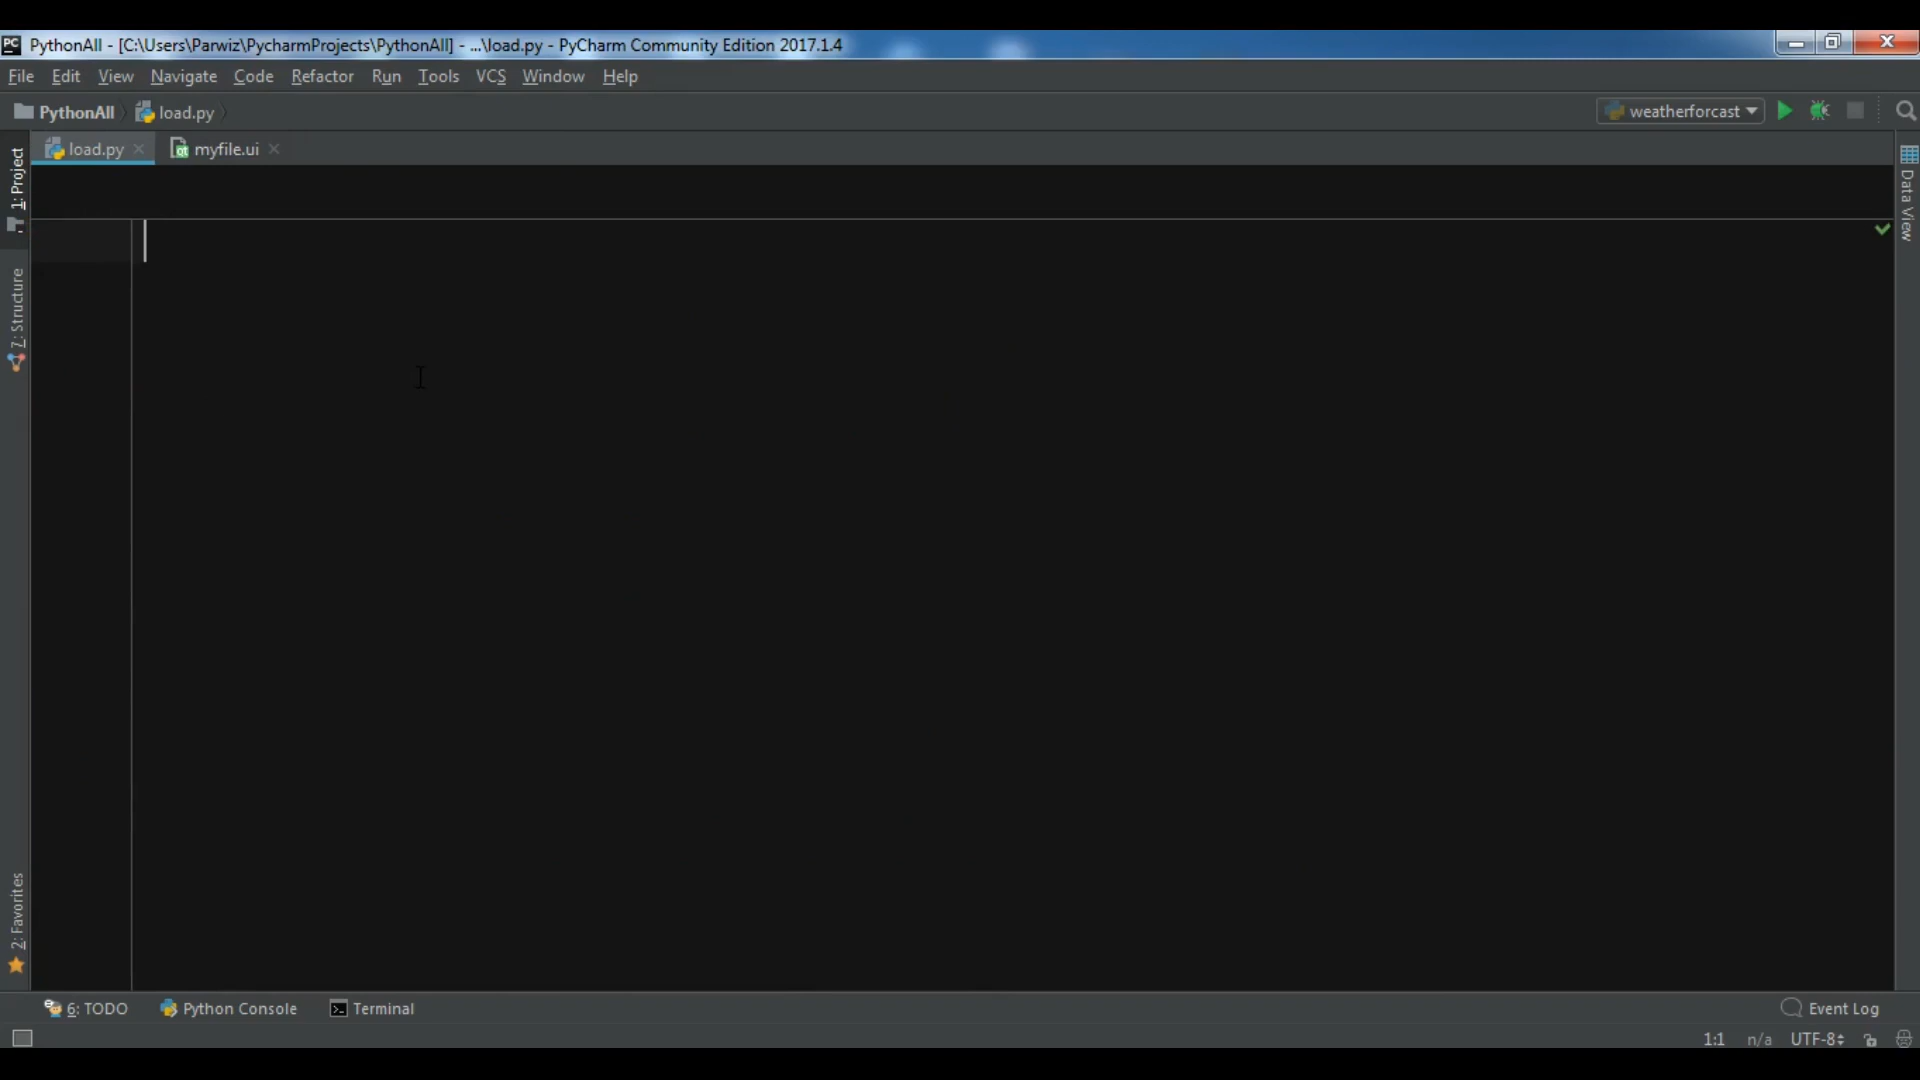 PythonAll - [C:\Users\Parwiz\PycharmProjects\PythonAll] - ...\load.py - PyCharm Community Edition 2017.1.4
File Edit View Navigate Code Refactor Run Tools VCS Window Help
PythonAll load.py weatherforcast
load.py myfile.ui
1: Project
Data View
7: Structure
2: Favorites
6: TODO Python Console Terminal Event Log
1:1 n/a UTF-8